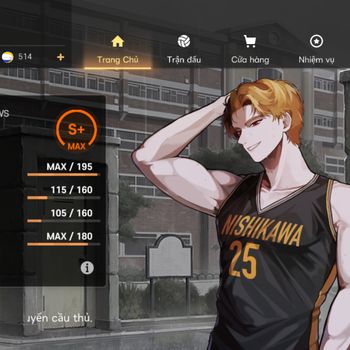 514 +
Trang Chủ Trận đấu Cửa hàng Nhiệm vụ
WS
S+
MAX
MAX / 195
115 / 160
105 / 160
MAX / 180
i
NISHIKAWA
25
uyển cầu thủ.